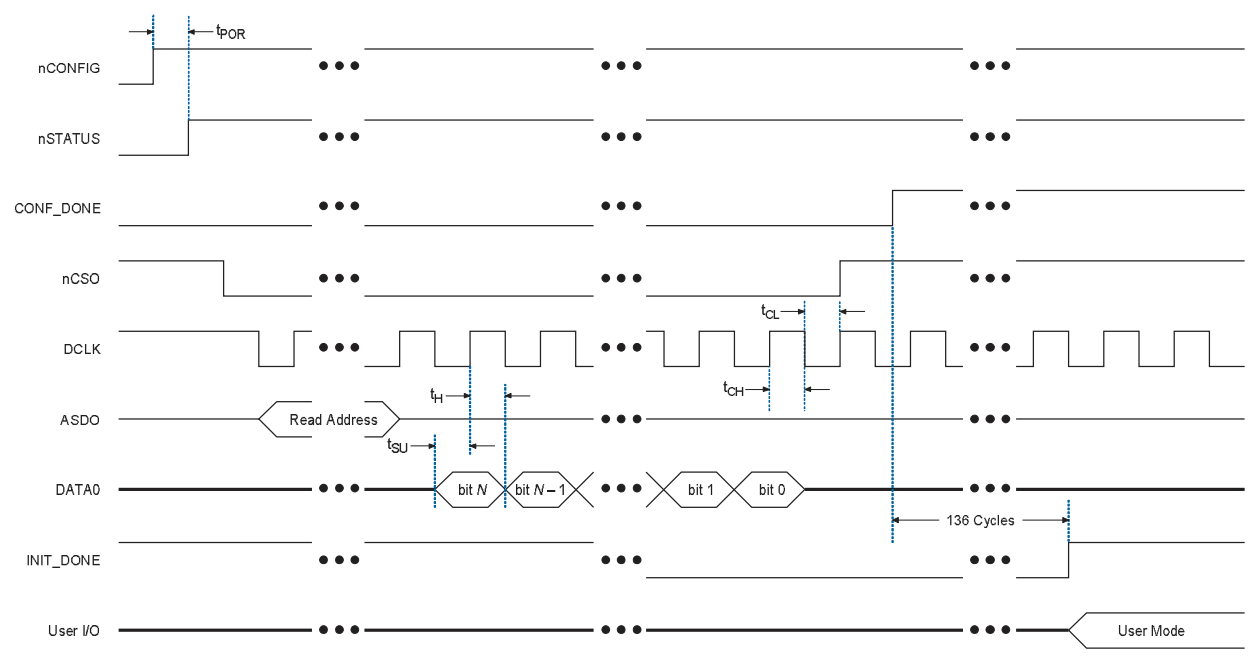 tPOR
nCONFIG
nSTATUS
CONF_DONE
nCSO
tCL
DCLK
tCH
tH
ASDO
Read Address
tSU
DATA0
bit N
bit N – 1
bit 1
bit 0
136 Cycles
INIT_DONE
User I/O
User Mode